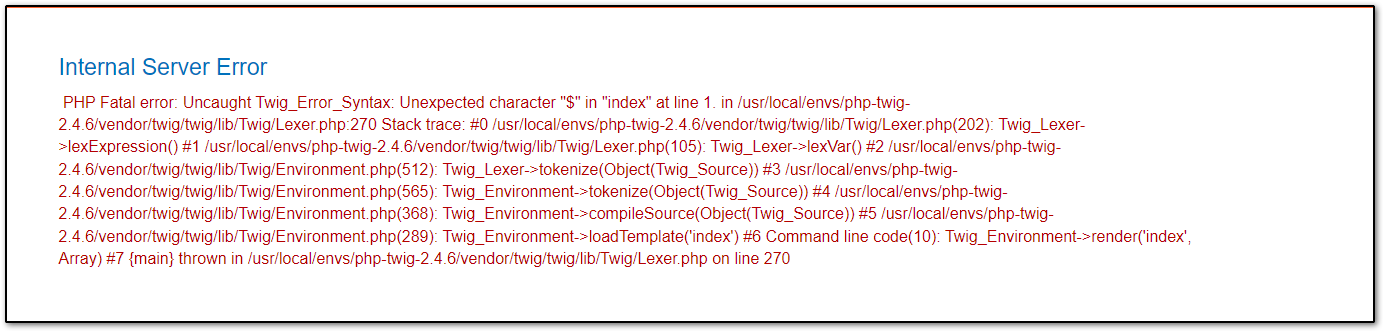 Internal Server Error
PHP Fatal error: Uncaught Twig_Error_Syntax: Unexpected character "$" in "index" at line 1. in /usr/local/envs/php-twig-
2.4.6/vendor/twig/twig/lib/Twig/Lexer.php:270 Stack trace: #0 /usr/local/envs/php-twig-2.4.6/vendor/twig/twig/lib/Twig/Lexer.php(202): Twig_Lexer-
>lexExpression() #1 /usr/local/envs/php-twig-2.4.6/vendor/twig/twig/lib/Twig/Lexer.php(105): Twig_Lexer->lexVar() #2 /usr/local/envs/php-twig-
2.4.6/vendor/twig/twig/lib/Twig/Environment.php(512): Twig_Lexer->tokenize(Object(Twig_Source)) #3 /usr/local/envs/php-twig-
2.4.6/vendor/twig/twig/lib/Twig/Environment.php(565): Twig_Environment->tokenize(Object(Twig_Source)) #4 /usr/local/envs/php-twig-
2.4.6/vendor/twig/twig/lib/Twig/Environment.php(368): Twig_Environment->compileSource(Object(Twig_Source)) #5 /usr/local/envs/php-twig-
2.4.6/vendor/twig/twig/lib/Twig/Environment.php(289): Twig_Environment->loadTemplate('index') #6 Command line code(10): Twig_Environment->render('index',
Array) #7 {main} thrown in /usr/local/envs/php-twig-2.4.6/vendor/twig/twig/lib/Twig/Lexer.php on line 270